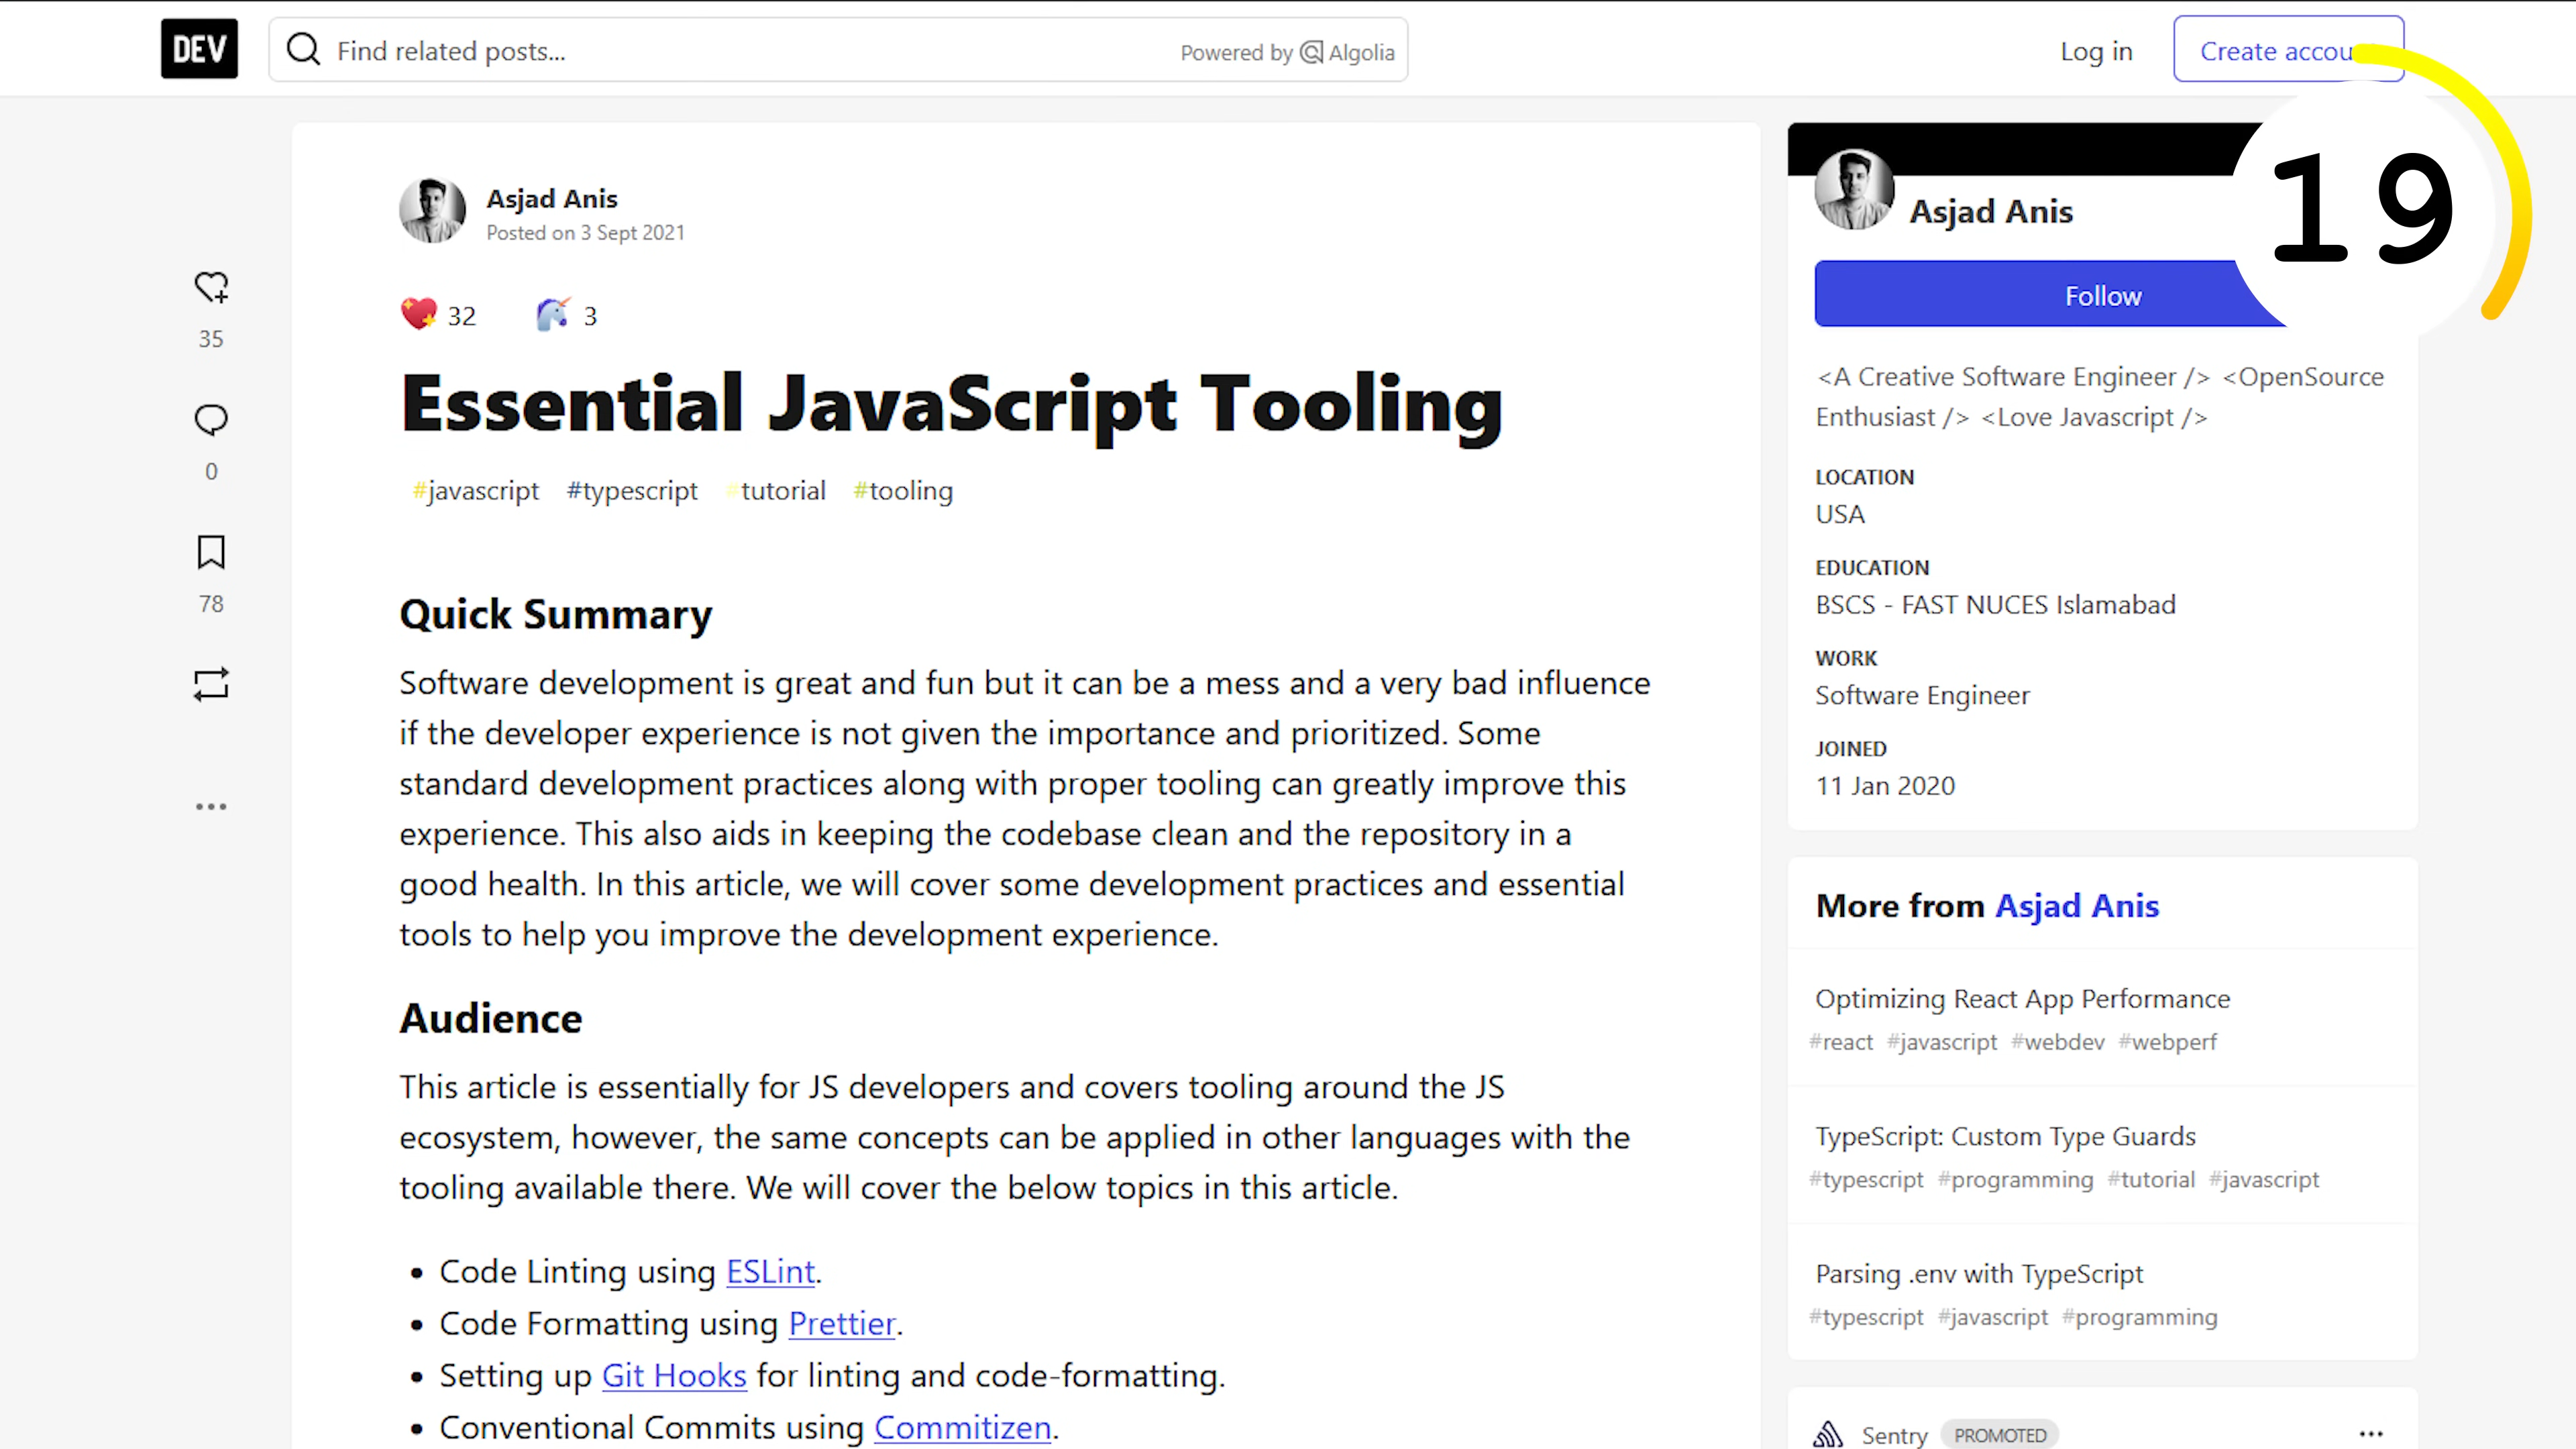 DEV
Find related posts...
Powered by Algolia
Log in
Create accou
19
Asjad Anis
Posted on 3 Sept 2021
35
0
78
32
3
Essential JavaScript Tooling
#javascript #typescript #tutorial #tooling
Quick Summary
Software development is great and fun but it can be a mess and a very bad influence
if the developer experience is not given the importance and prioritized. Some
standard development practices along with proper tooling can greatly improve this
experience. This also aids in keeping the codebase clean and the repository in a
good health. In this article, we will cover some development practices and essential
tools to help you improve the development experience.
Audience
This article is essentially for JS developers and covers tooling around the JS
ecosystem, however, the same concepts can be applied in other languages with the
tooling available there. We will cover the below topics in this article.
• Code Linting using ESLint.
• Code Formatting using Prettier.
• Setting up Git Hooks for linting and code-formatting.
• Conventional Commits using Commitizen.
Asjad Anis
Follow
<A Creative Software Engineer /> <OpenSource
Enthusiast /> <Love Javascript />
LOCATION
USA
EDUCATION
BSCS - FAST NUCES Islamabad
WORK
Software Engineer
JOINED
11 Jan 2020
More from Asjad Anis
Optimizing React App Performance
#react #javascript #webdev #webperf
TypeScript: Custom Type Guards
#typescript #programming #tutorial #javascript
Parsing .env with TypeScript
#typescript #javascript #programming
Sentry PROMOTED